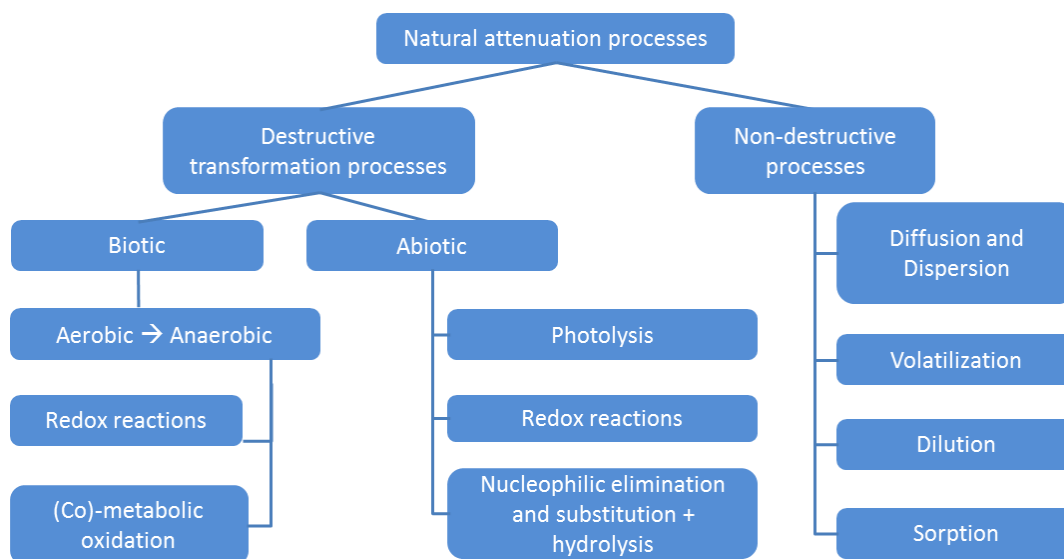 Natural attenuation processes
Destructive
transformation processes
Non-destructive
processes
Biotic
Abiotic
Diffusion and
Dispersion
Aerobic → Anaerobic
Photolysis
Volatilization
Redox reactions
Redox reactions
Dilution
(Co)-metabolic
oxidation
Nucleophilic elimination
and substitution +
hydrolysis
Sorption